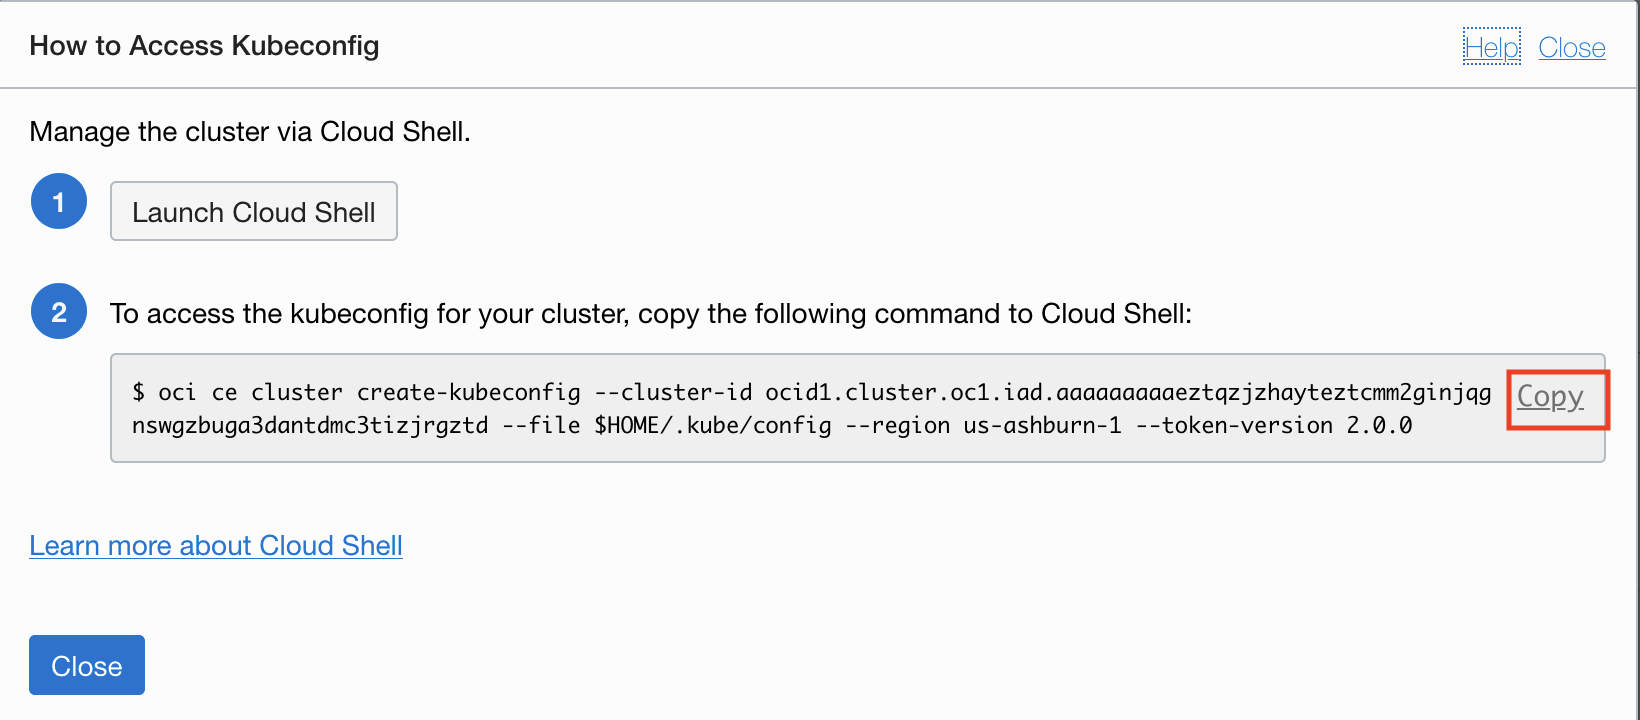 How to Access Kubeconfig
Help Close
Manage the cluster via Cloud Shell.
1
Launch Cloud Shell
2
To access the kubeconfig for your cluster, copy the following command to Cloud Shell:
$ oci ce cluster create-kubeconfig --cluster-id ocid1.cluster.oc1.iad.aaaaaaaaaeztqzjzhayteztcmm2ginjqg
nswgzbuga3dantdmc3tizjrgztd --file $HOME/.kube/config --region us-ashburn-1 --token-version 2.0.0
Copy
Learn more about Cloud Shell
Close